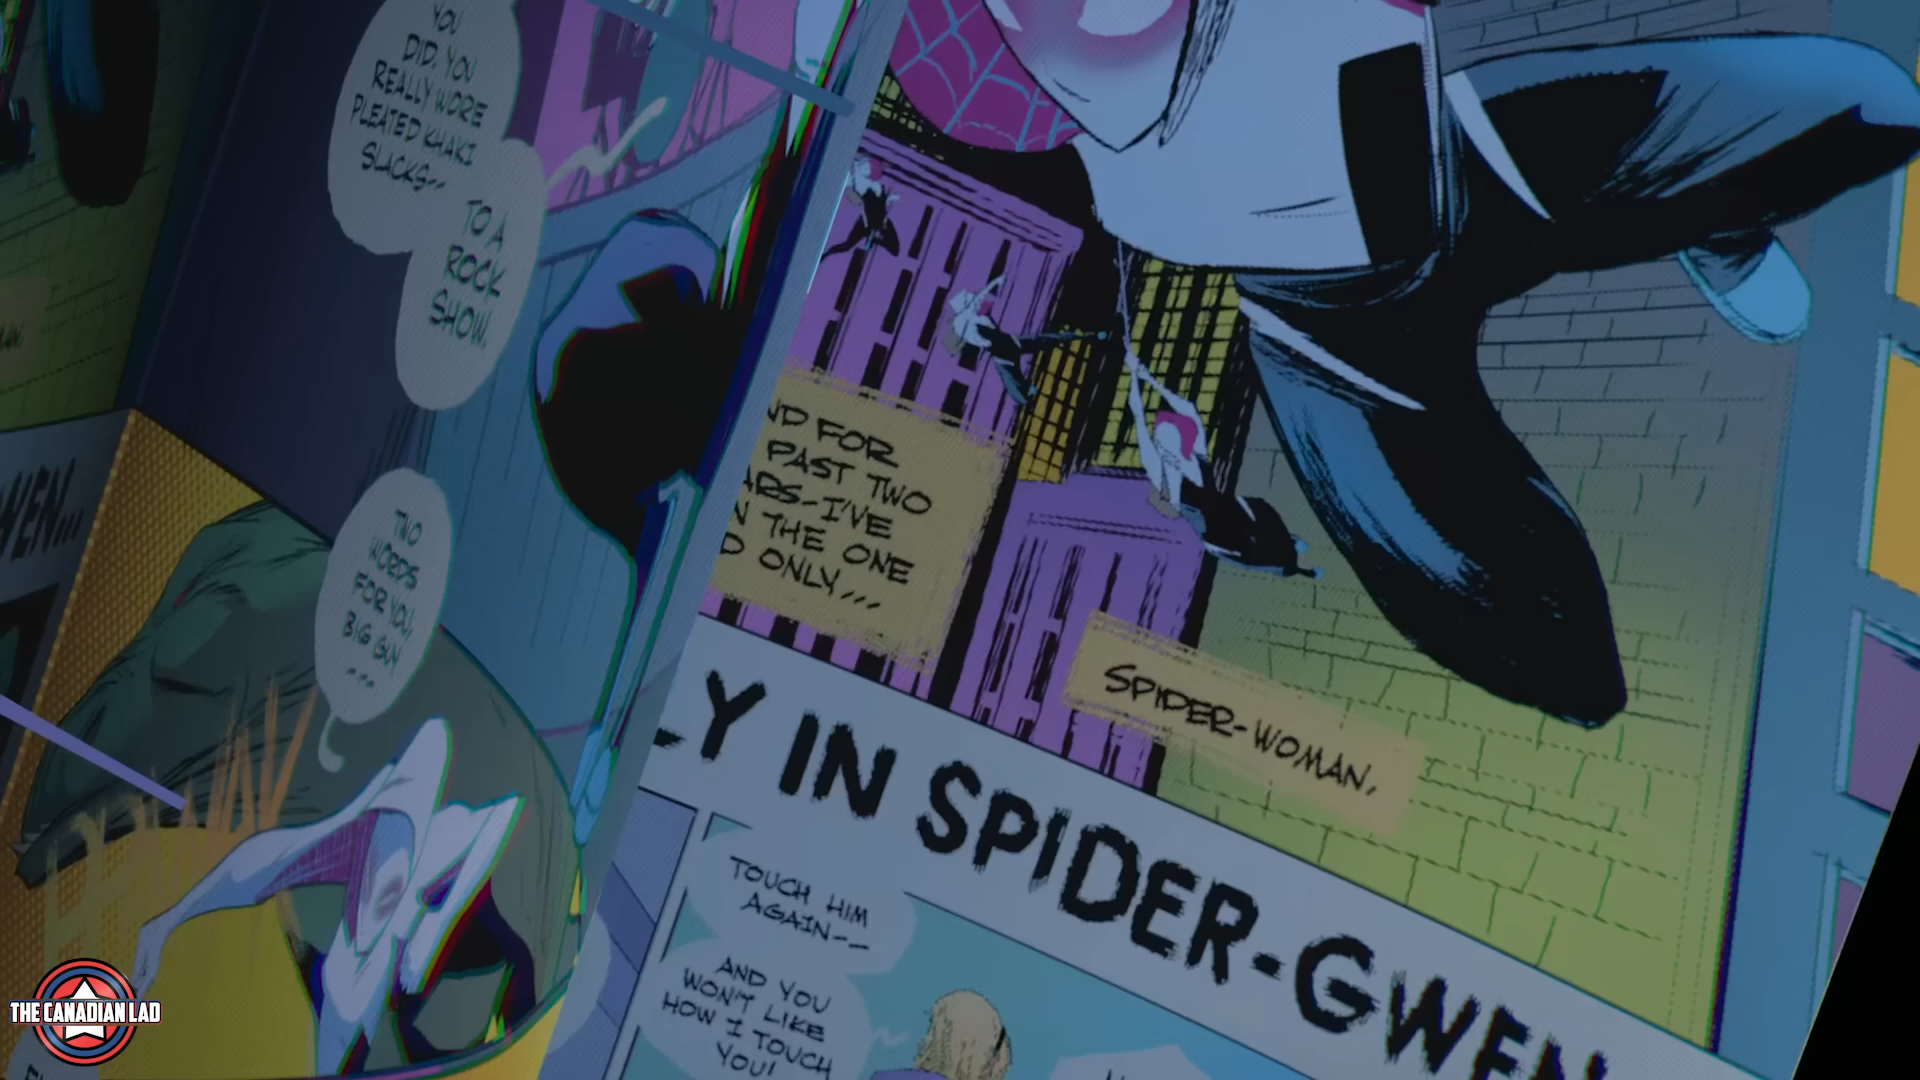 YOU
DID. YOU
REALLY WORE
PLEATED KHAKI
SLACKS--
TO A
ROCK
SHOW.
TWO
WORDS
FOR YOU,
BIG GUY
...
ND FOR
PAST TWO
ARS--I'VE
N THE ONE
D ONLY...
SPIDER-WOMAN.
LY IN SPIDER-GWEN
TOUCH HIM
AGAIN--
AND YOU
WON'T LIKE
HOW I TOUCH
YOU!
WEN...
THE CANADIAN LAD